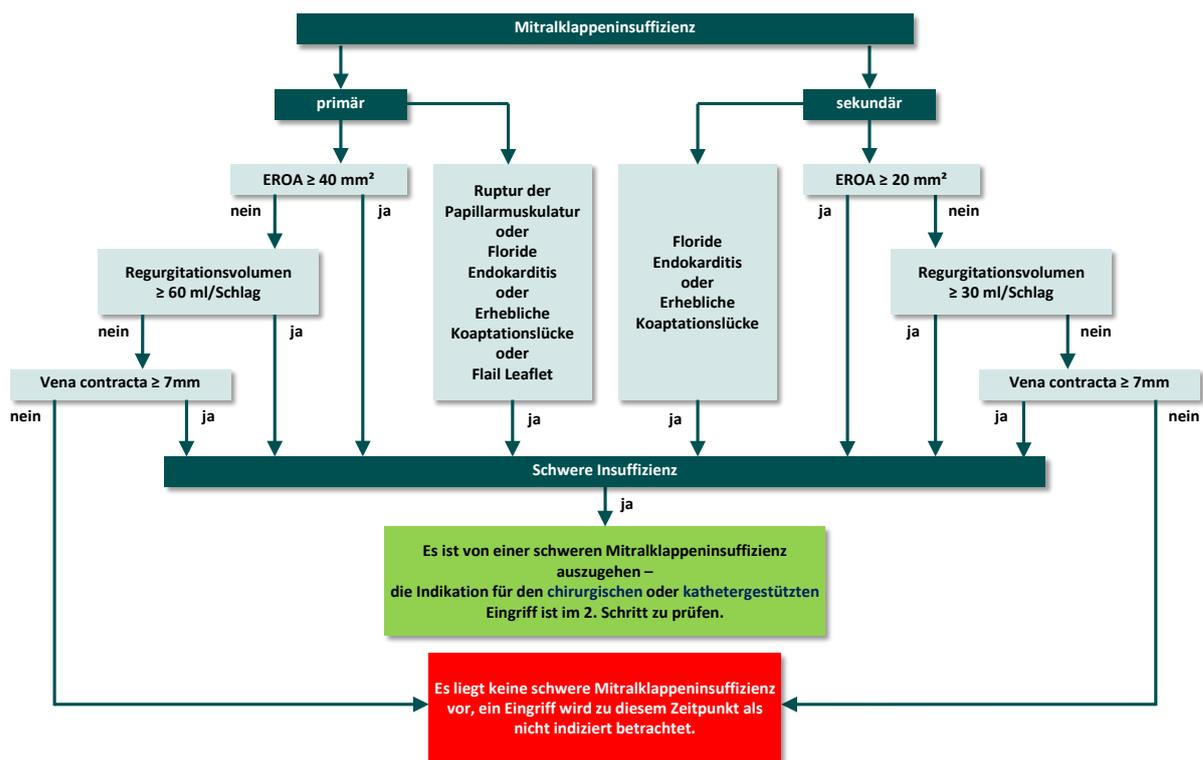 Mitralklappeninsuffizienz
primär
sekundär
EROA ≥ 40 mm²
nein
ja
Regurgitationsvolumen
≥ 60 ml/Schlag
nein
ja
Vena contracta ≥ 7mm
nein
ja
Ruptur der
Papillarmuskulatur
oder
Floride
Endokarditis
oder
Erhebliche
Koaptationslücke
oder
Flail Leaflet
ja
Floride
Endokarditis
oder
Erhebliche
Koaptationslücke
ja
EROA ≥ 20 mm²
ja
nein
Regurgitationsvolumen
≥ 30 ml/Schlag
ja
nein
Vena contracta ≥ 7mm
ja
nein
Schwere Insuffizienz
ja
Es ist von einer schweren Mitralklappeninsuffizienz
auszugehen –
die Indikation für den chirurgischen oder kathetergestützten
Eingriff ist im 2. Schritt zu prüfen.
Es liegt keine schwere Mitralklappeninsuffizienz
vor, ein Eingriff wird zu diesem Zeitpunkt als
nicht indiziert betrachtet.